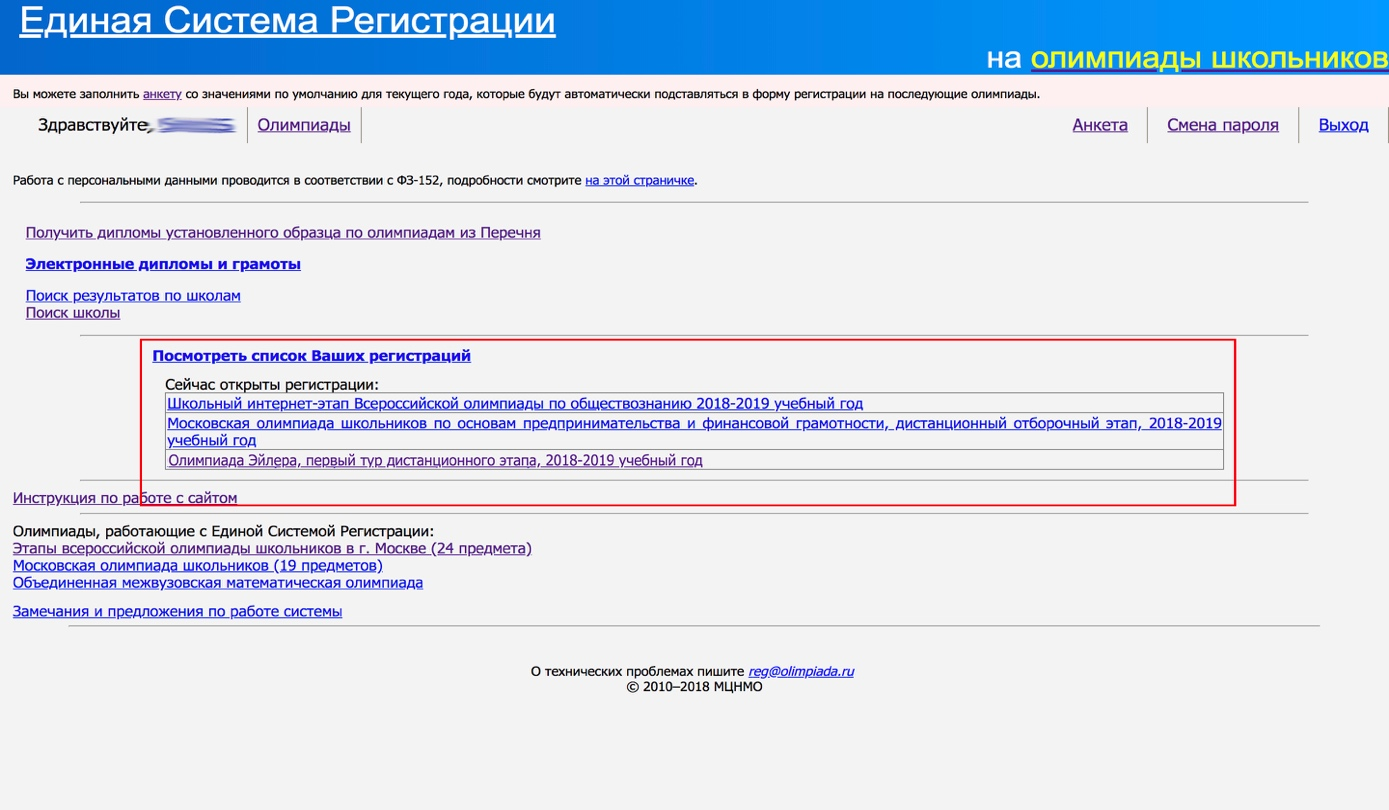 Единая Система Регистрации
на олимпиады школьников
Вы можете заполнить анкету со значениями по умолчанию для текущего года, которые будут автоматически подставляться в форму регистрации на последующие олимпиады.
Здравствуйте, Олимпиады Анкета Смена пароля Выход
Работа с персональными данными проводится в соответствии с ФЗ-152, подробности смотрите на этой страничке.
Получить дипломы установленного образца по олимпиадам из Перечня
Электронные дипломы и грамоты
Поиск результатов по школам
Поиск школы
Посмотреть список Ваших регистраций
Сейчас открыты регистрации:
Школьный интернет-этап Всероссийской олимпиады по обществознанию 2018-2019 учебный год
Московская олимпиада школьников по основам предпринимательства и финансовой грамотности, дистанционный отборочный этап, 2018-2019
учебный год
Олимпиада Эйлера, первый тур дистанционного этапа, 2018-2019 учебный год
Инструкция по работе с сайтом
Олимпиады, работающие с Единой Системой Регистрации:
Этапы всероссийской олимпиады школьников в г. Москве (24 предмета)
Московская олимпиада школьников (19 предметов)
Объединенная межвузовская математическая олимпиада
Замечания и предложения по работе системы
О технических проблемах пишите reg@olimpiada.ru
© 2010–2018 МЦНМО